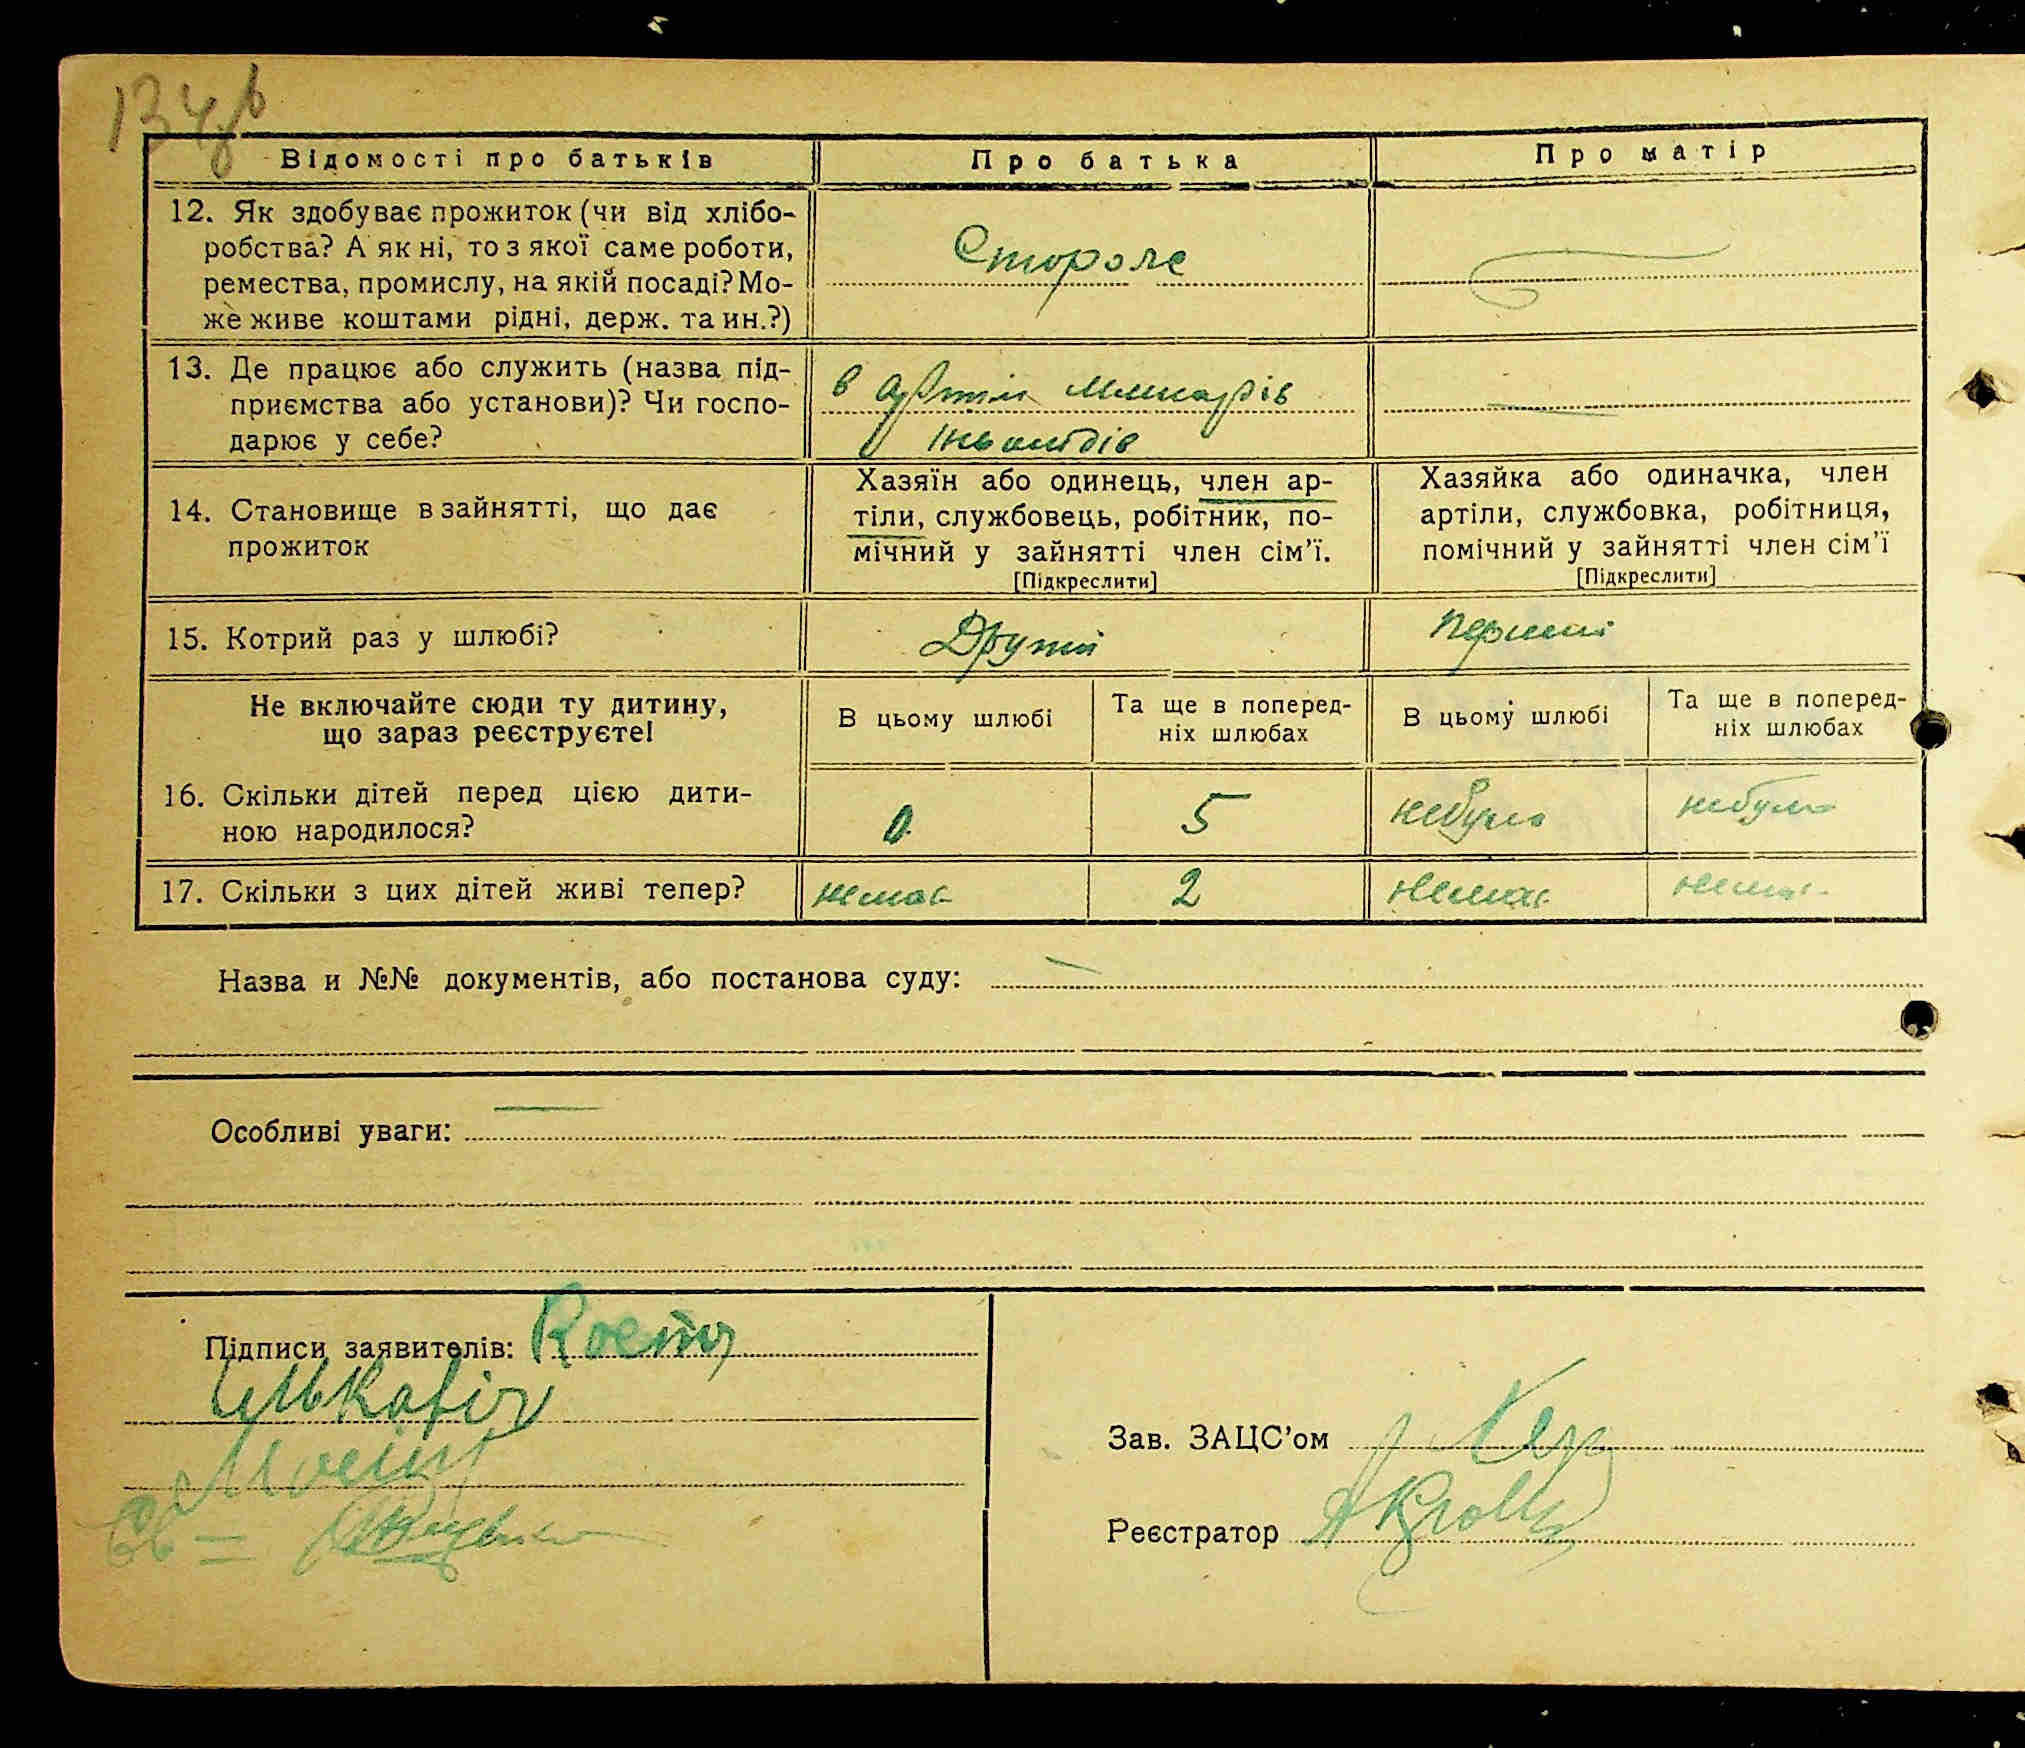 134
Відомості про батьків
Про батька
Про матір
12. Як здобуває прожиток (чи від хлібо-
робства? А як ні, то з якої саме роботи,
ремества, промислу, на якій посаді? Мо-
же живе коштами рідні, держ. та ин.?)
Сторож
13. Де працює або служить (назва під-
приємства або установи)? Чи госпо-
дарює у себе?
в артіл
Інвалідів
14. Становище в зайнятті, що дає
прожиток
Хазяїн або одинець, член ар-
тіли, службовець, робітник, по-
мічний у зайнятті член сім'ї.
[Підкреслити]
Хазяйка або одиначка, член
артіли, службовка, робітниця,
помічний у зайнятті член сім'ї
[Підкреслити]
15. Котрий раз у шлюбі?
Другий
перший
Не включайте сюди ту дитину,
що зараз реєструєте!
В цьому шлюбі
Та ще в поперед-
ніх шлюбах
В цьому шлюбі
Та ще в поперед-
ніх шлюбах
16. Скільки дітей перед цією дити-
ною народилося?
0
5
небуло
небуло
17. Скільки з цих дітей живі тепер?
немає
2
немає
немає
Назва и №№ документів, або постанова суду:
Особливі уваги:
Підписи заявителів:
Зав. ЗАЦС'ом
Реєстратор